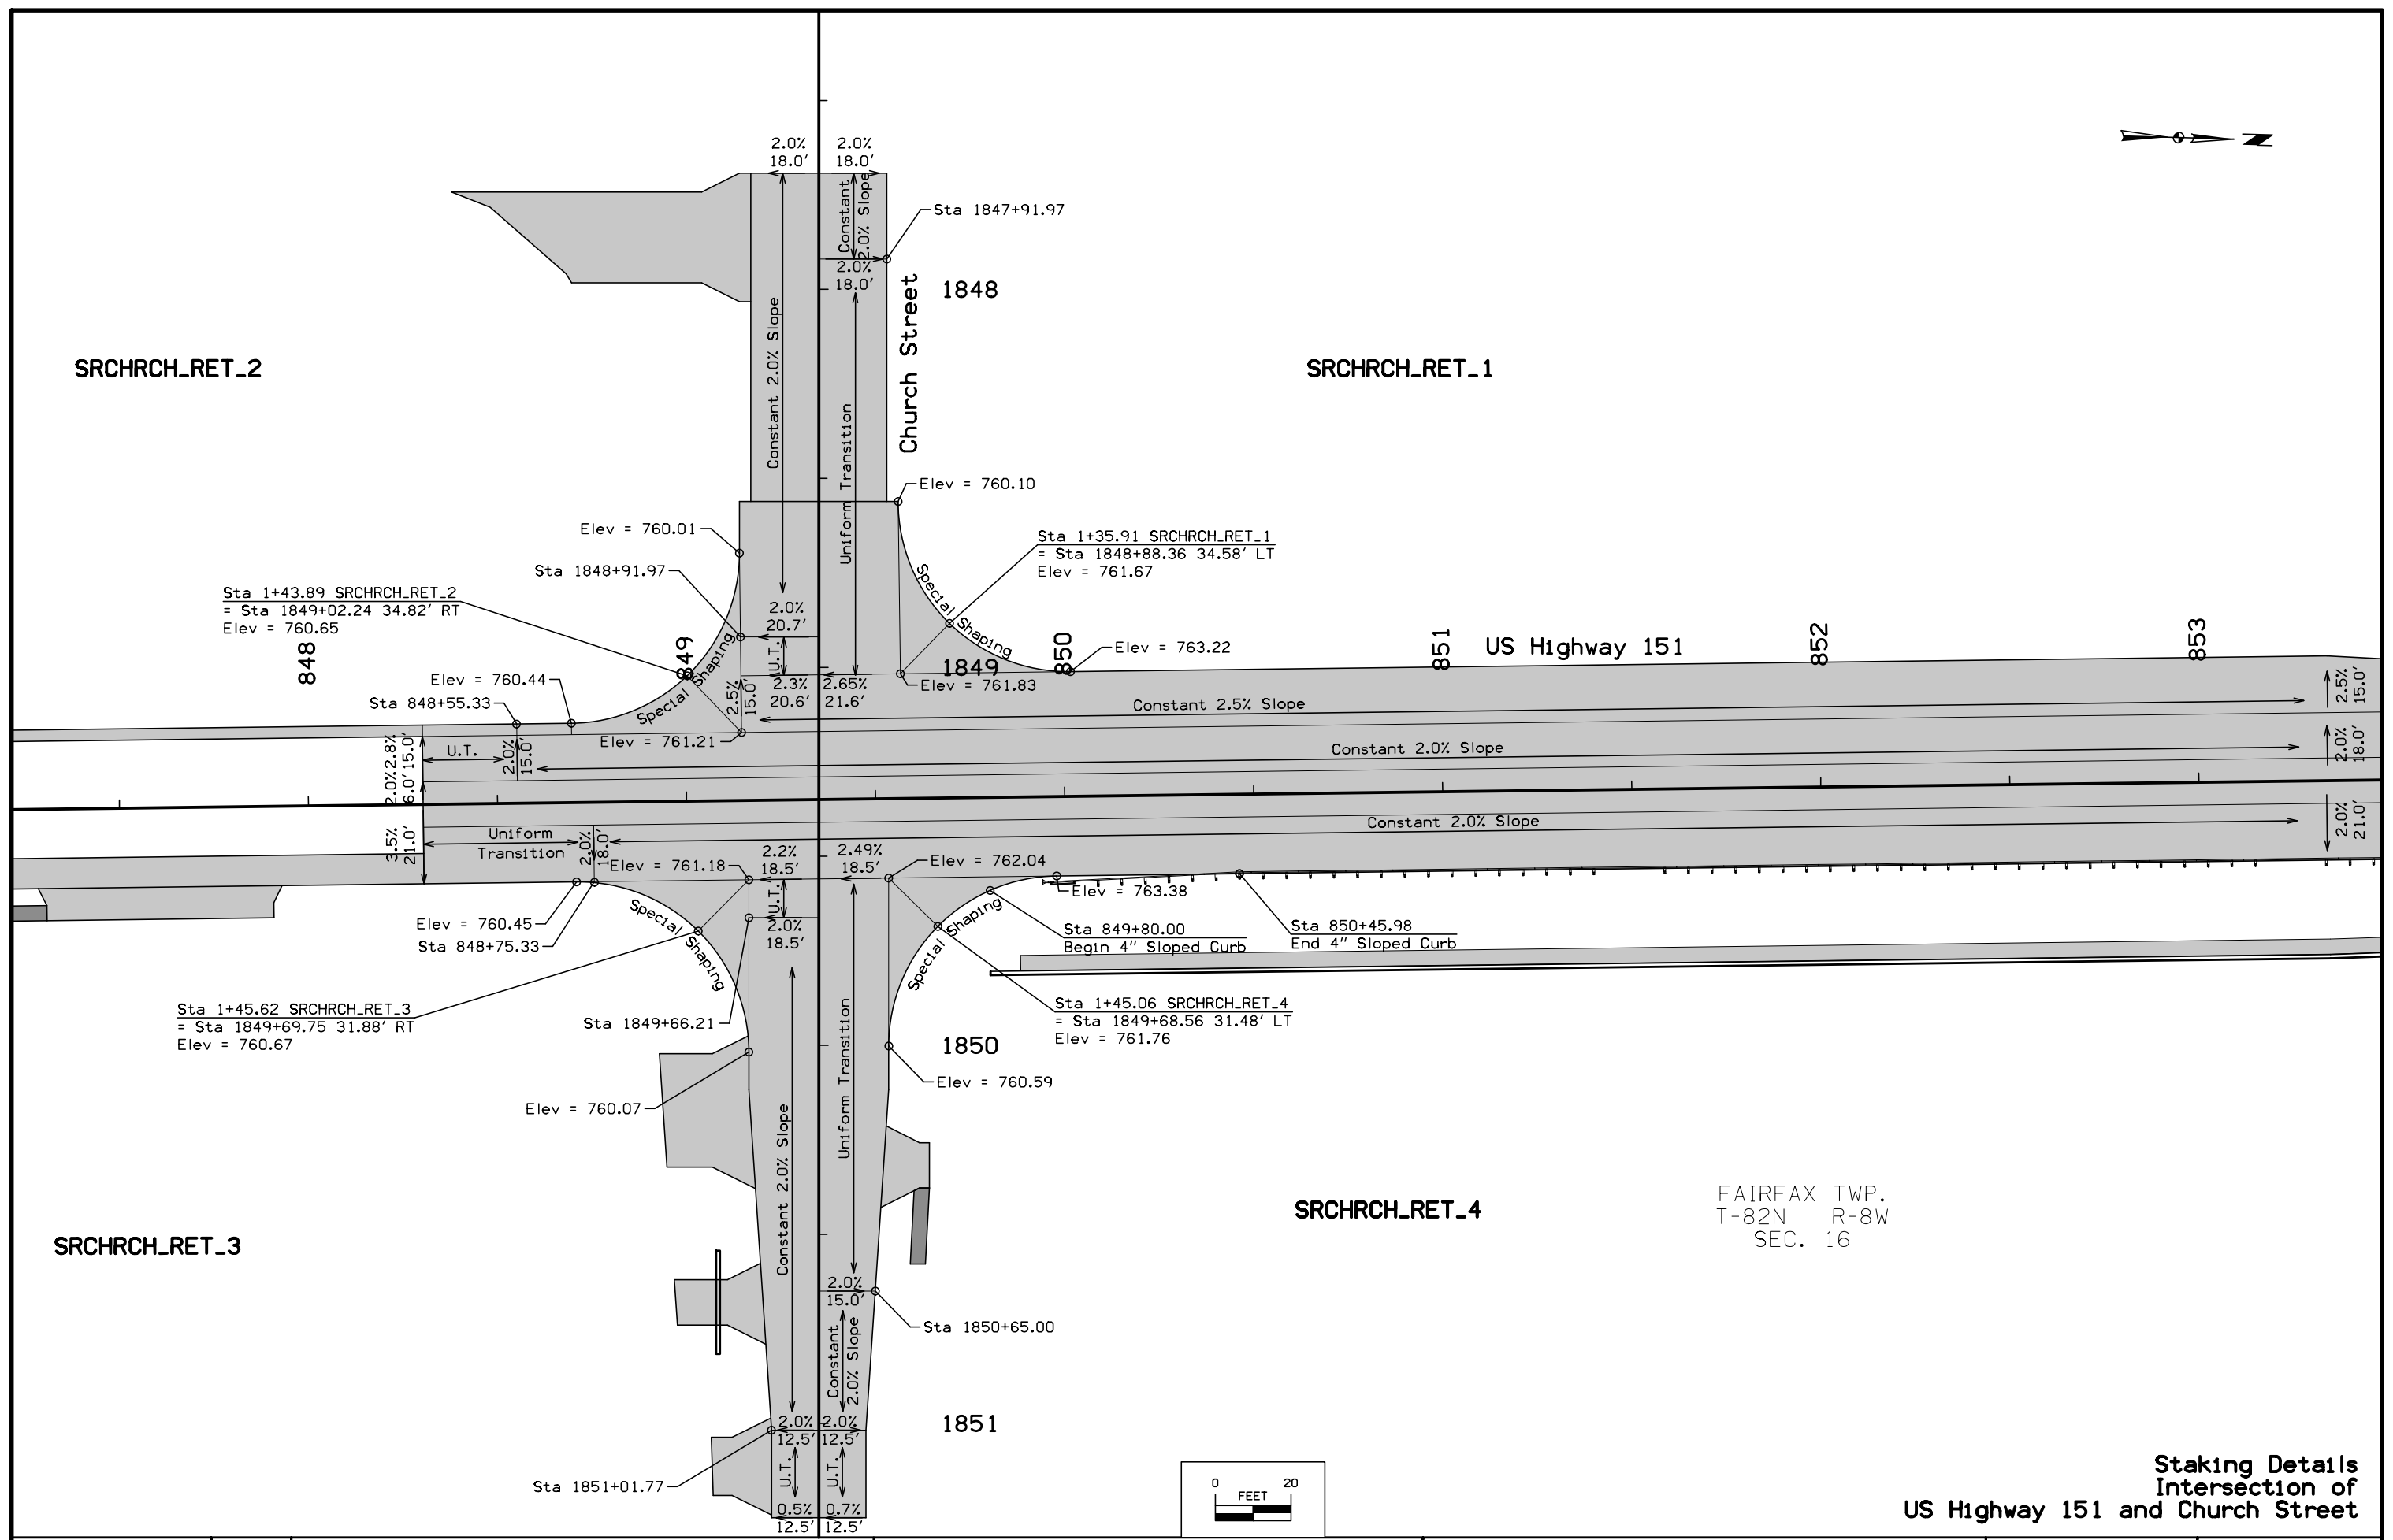 2.0%
18.0'
2.0%
18.0'
Constant
2.0% Slope
Sta 1847+91.97
2.0%
18.0'
1848
Church Street
Constant 2.0% Slope
Uniform Transition
SRCHRCH_RET_2
SRCHRCH_RET_1
Elev = 760.10
Elev = 760.01
Sta 1+35.91 SRCHRCH_RET_1
= Sta 1848+88.36 34.58' LT
Elev = 761.67
Sta 1848+91.97
Special Shaping
Sta 1+43.89 SRCHRCH_RET_2
= Sta 1849+02.24 34.82' RT
Elev = 760.65
2.0%
20.7'
U.T.
Special Shaping
848
849
850
851
US Highway 151
852
853
1849
Elev = 763.22
Elev = 760.44
Sta 848+55.33
2.3%
20.6'
2.65%
21.6'
Elev = 761.83
2.5%
15.0'
Constant 2.5% Slope
2.5%
15.0'
Elev = 761.21
U.T.
2.0%
15.0'
2.8%
15.0'
2.0%
6.0'
Constant 2.0% Slope
2.0%
18.0'
3.5%
21.0'
Uniform
Transition
2.0%
18.0'
Constant 2.0% Slope
2.0%
21.0'
Elev = 761.18
2.2%
18.5'
2.49%
18.5'
Elev = 762.04
U.T.
Elev = 763.38
Special Shaping
Special Shaping
Elev = 760.45
Sta 848+75.33
2.0%
18.5'
Sta 849+80.00
Begin 4" Sloped Curb
Sta 850+45.98
End 4" Sloped Curb
Sta 1+45.62 SRCHRCH_RET_3
= Sta 1849+69.75 31.88' RT
Elev = 760.67
Sta 1849+66.21
Sta 1+45.06 SRCHRCH_RET_4
= Sta 1849+68.56 31.48' LT
Elev = 761.76
1850
Uniform Transition
Elev = 760.59
Elev = 760.07
Constant 2.0% Slope
SRCHRCH_RET_3
SRCHRCH_RET_4
FAIRFAX TWP.
T-82N R-8W
SEC. 16
2.0%
15.0'
Sta 1850+65.00
Constant
2.0% Slope
2.0%
12.5'
2.0%
12.5'
1851
U.T.
U.T.
Sta 1851+01.77
0.5%
12.5'
0.7%
12.5'
0 20
FEET
N
Staking Details
Intersection of
US Highway 151 and Church Street